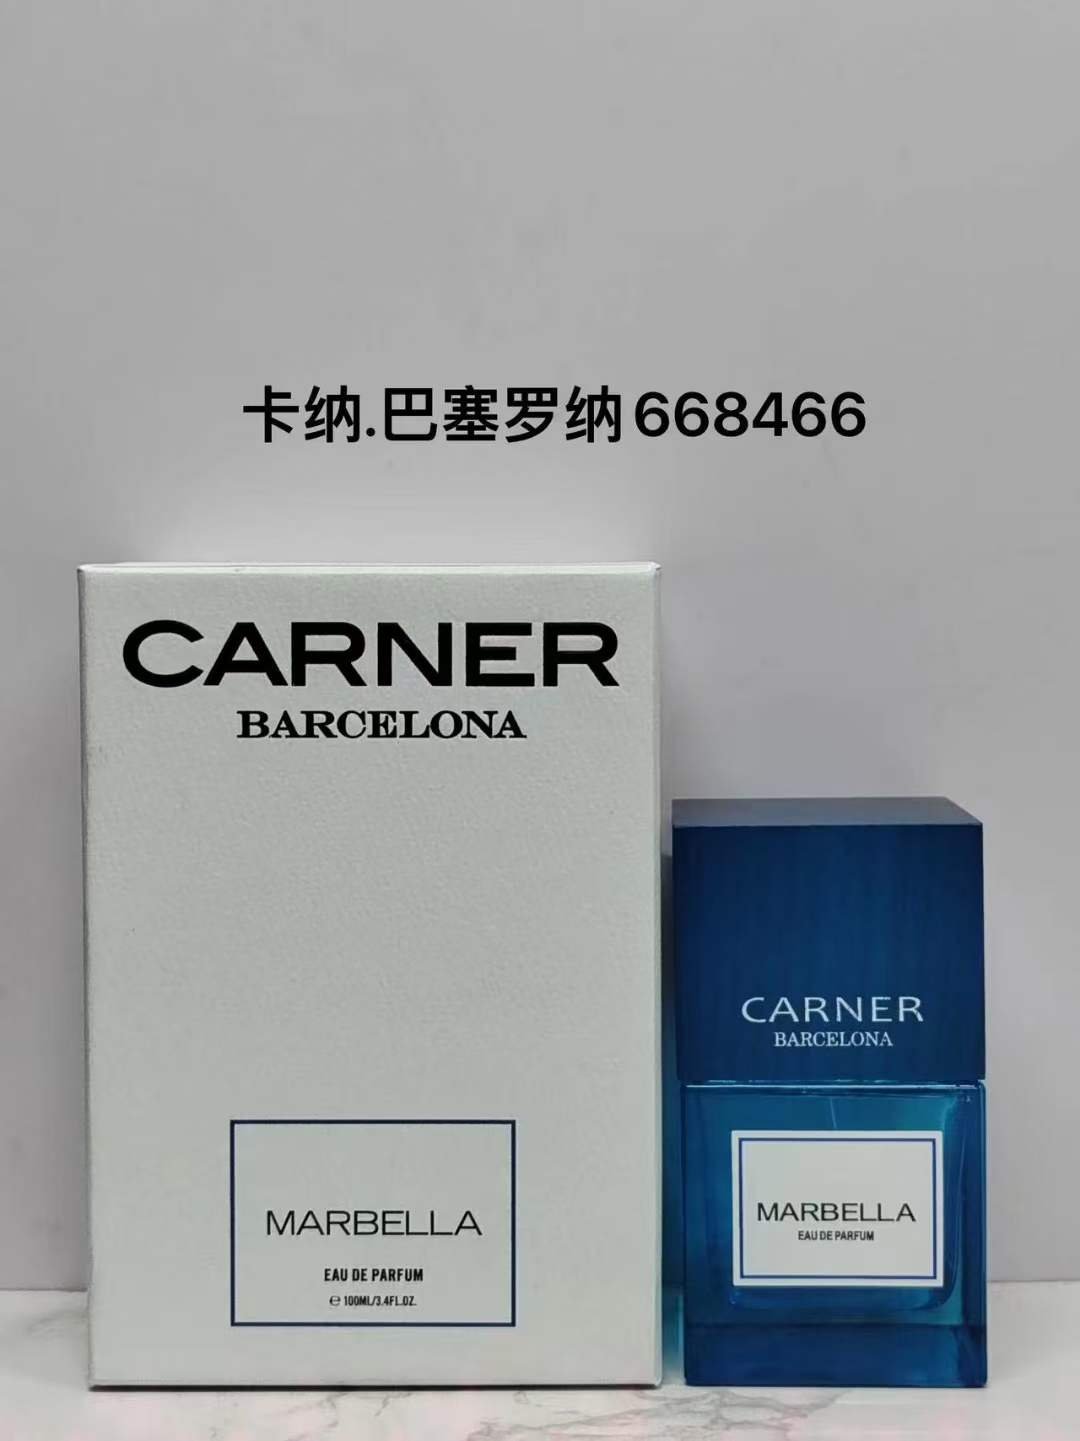 卡纳.巴塞罗纳668466
CARNER
BARCELONA
MARBELLA
EAU DE PARFUM
℮ 100ML/3.4FL.OZ.
CARNER
BARCELONA
MARBELLA
EAU DE PARFUM